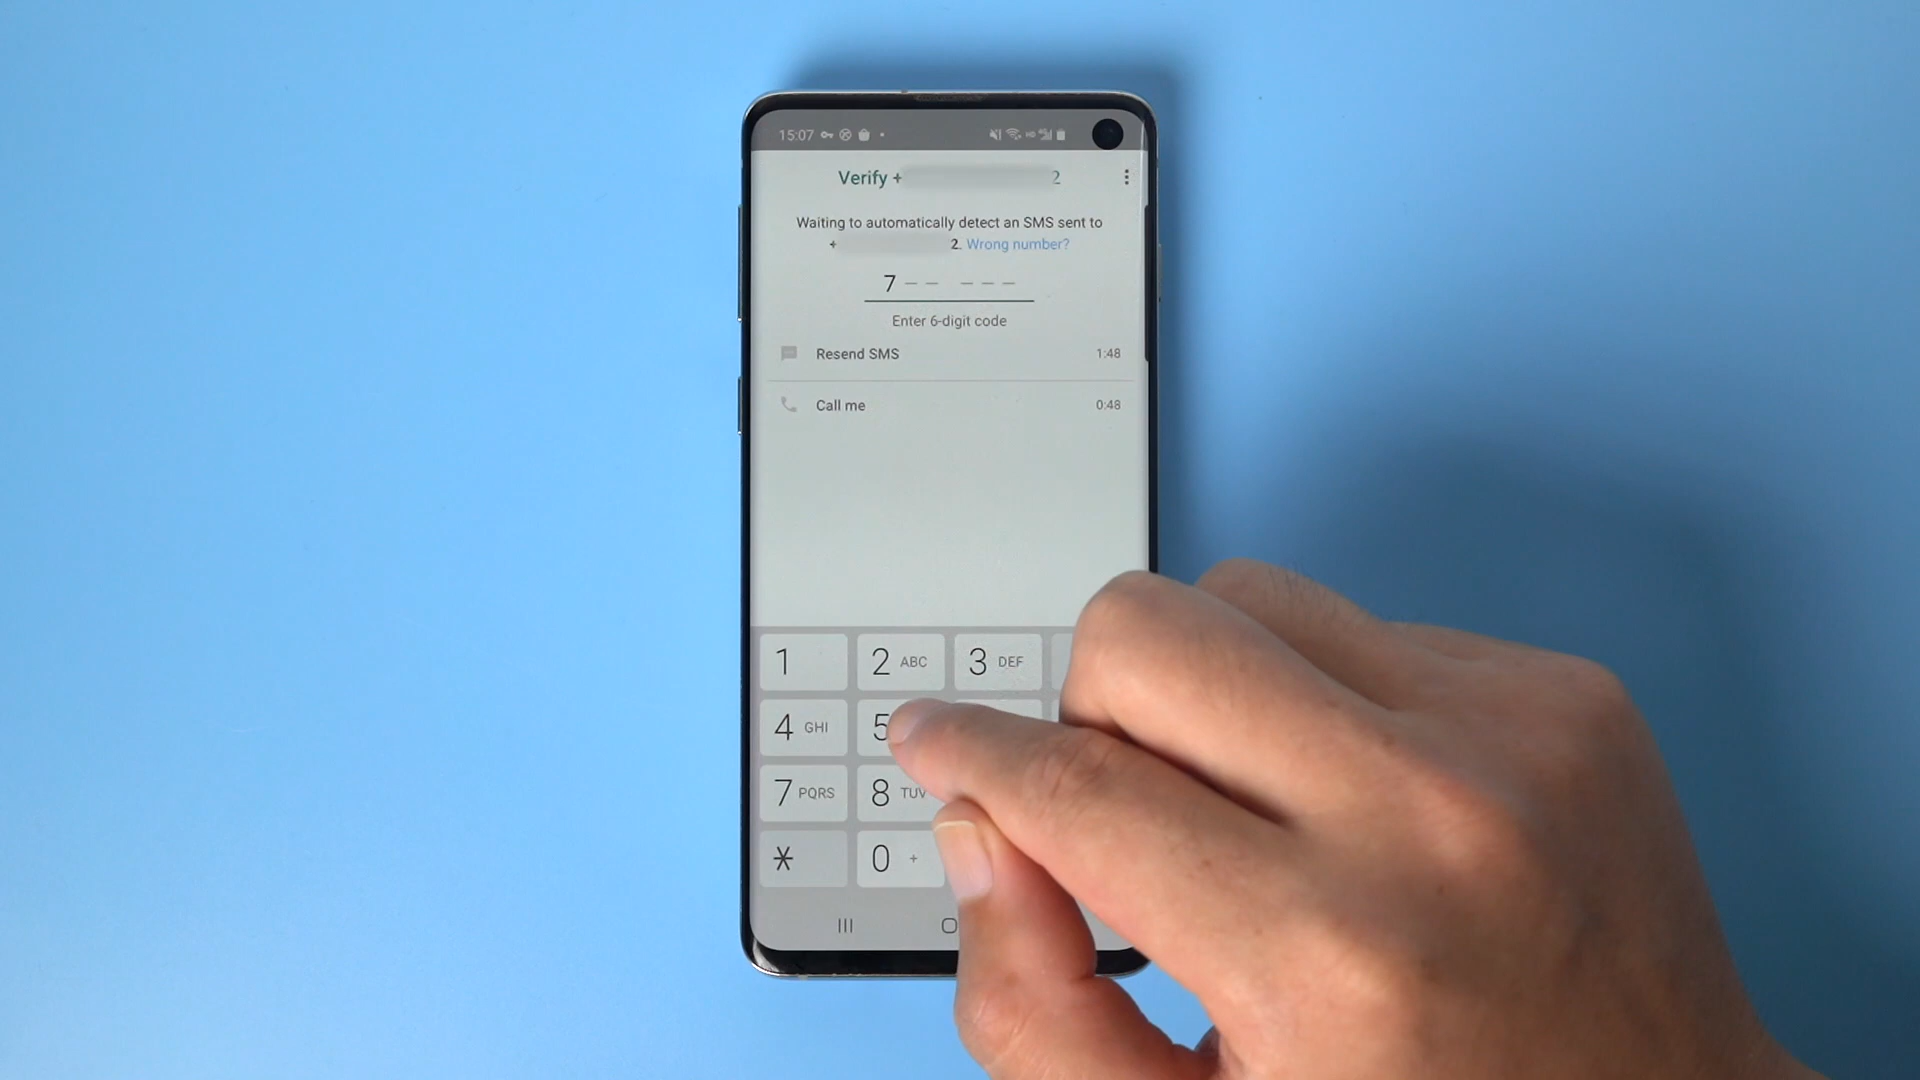 15:07
Verify + 2
Waiting to automatically detect an SMS sent to
+ 2. Wrong number?
7–– –––
Enter 6-digit code
Resend SMS 1:48
Call me 0:48
1 2 ABC 3 DEF
4 GHI 5
7 PQRS 8 TUV
* 0 +